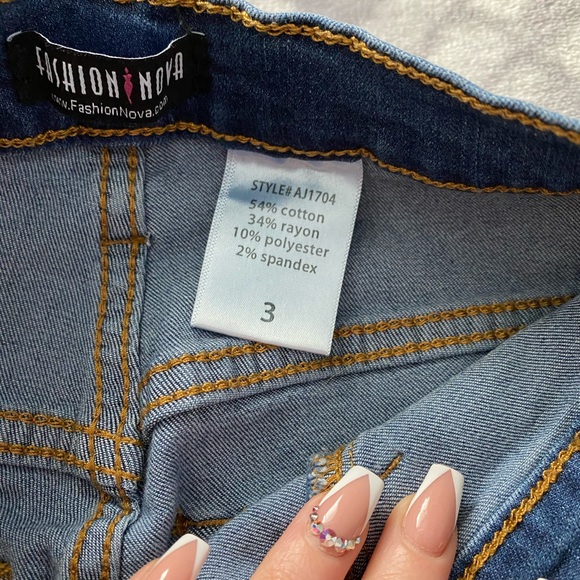 FASHION NOVA
www.FashionNova.com
STYLE# AJ1704
54% cotton
34% rayon
10% polyester
2% spandex
3